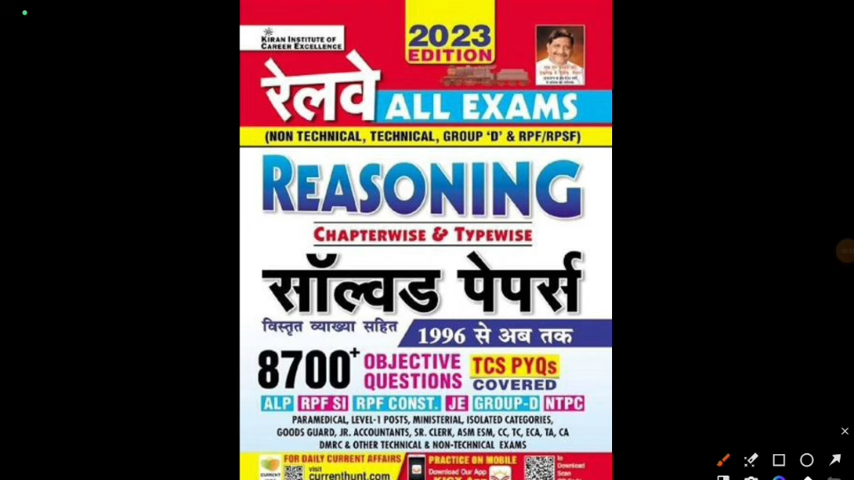 KIRAN INSTITUTE OF
CAREER EXCELLENCE
2023
EDITION
रेलवे ALL EXAMS
(NON TECHNICAL, TECHNICAL, GROUP 'D' & RPF/RPSF)
REASONING
CHAPTERWISE & TYPEWISE
सॉल्वड पेपर्स
विस्तृत व्याख्या सहित
1996 से अब तक
8700+ OBJECTIVE QUESTIONS
TCS PYQs
COVERED
ALP RPF SI RPF CONST. JE GROUP-D NTPC
PARAMEDICAL, LEVEL-1 POSTS, MINISTERIAL, ISOLATED CATEGORIES,
GOODS GUARD, JR. ACCOUNTANTS, SR. CLERK, ASM ESM, CC, TC, ECA, TA, CA
DMRC & OTHER TECHNICAL & NON-TECHNICAL EXAMS
FOR DAILY CURRENT AFFAIRS
visit
currenthunt.com
PRACTICE ON MOBILE
Download Our App
In
Download
Scan